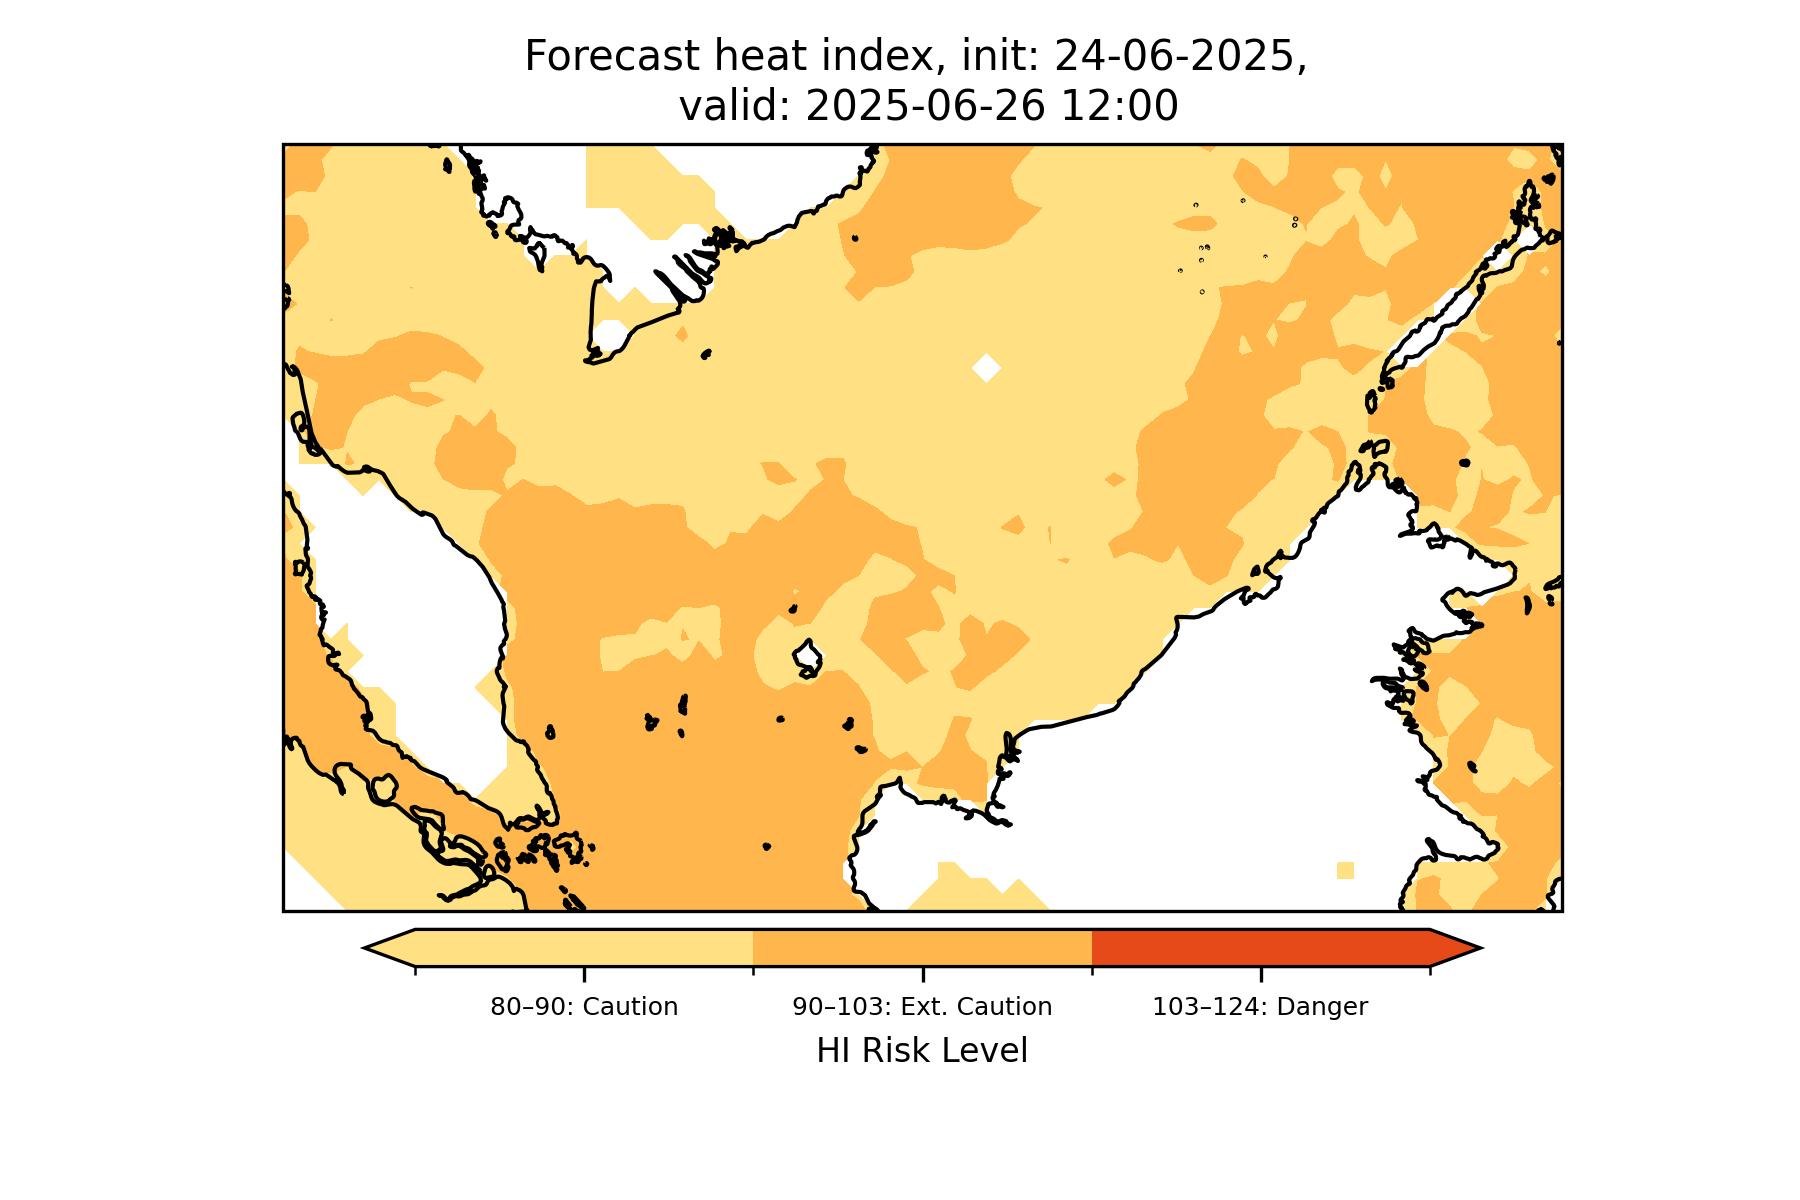 Forecast heat index, init: 24-06-2025,
valid: 2025-06-26 12:00
80–90: Caution
90–103: Ext. Caution
103–124: Danger
HI Risk Level